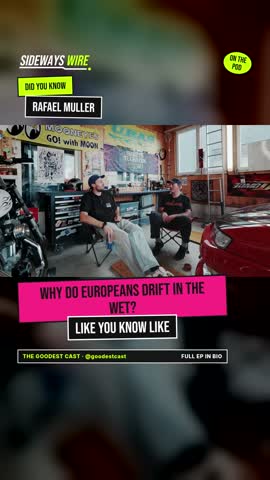 SIDEWAYS WIRE.
ON THE
POD
DID YOU KNOW
RAFAEL MULLER
MOONEYES
GO! with MOON
WHY DO EUROPEANS DRIFT IN THE
WET?
LIKE YOU KNOW LIKE
THE GOODEST CAST · @goodestcast
FULL EP IN BIO